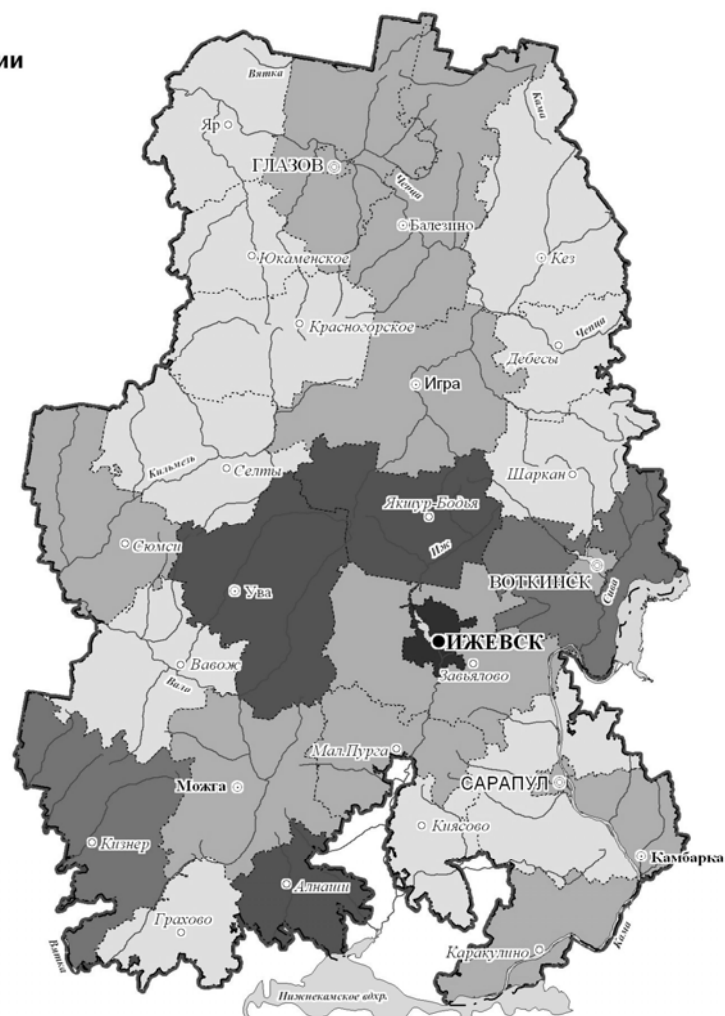 ии
Вятка
Кама
Яр
ГЛАЗОВ
Чепца
Балезино
Юкаменское
Кез
Красногорское
Чепца
Дебесы
Игра
Кильмезь
Селты
Шаркан
Якшур-Бодья
Сюмси
Иж
ВОТКИНСК
Ува
Сива
ИЖЕВСК
Вавож
Завьялово
Вала
Мал.Пурга
Можга
САРАПУЛ
Киясово
Кизнер
Камбарка
Алнаши
Грахово
Вятка
Каракулино
Кама
Нижнекамское вдхр.